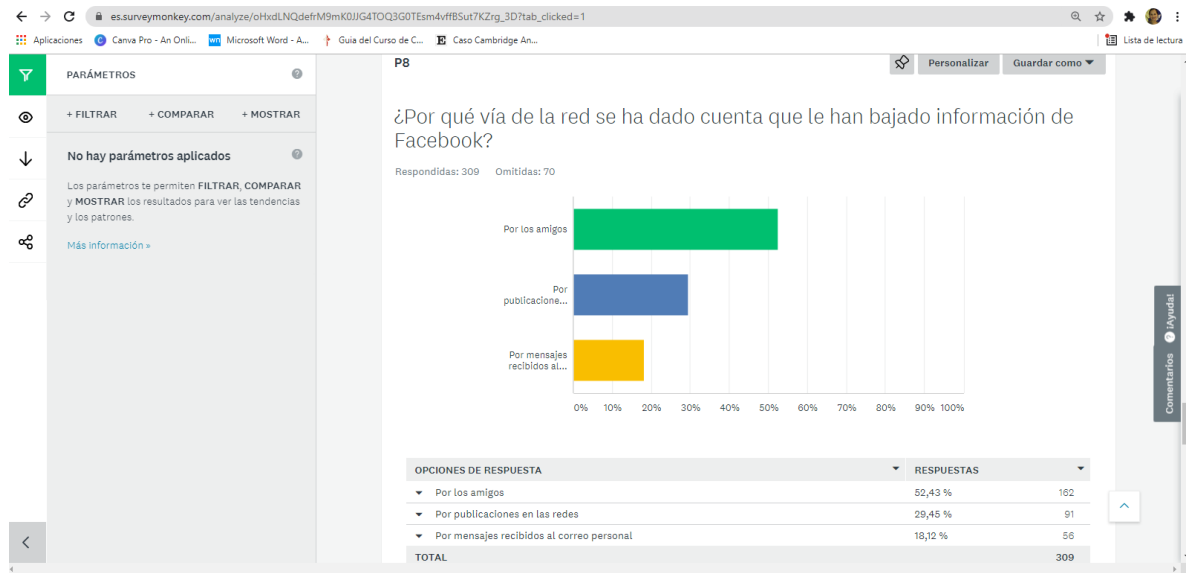 es.surveymonkey.com/analyze/oHxdLNQdefrM9mK0JJG4TOQ3G0TEsm4vffBSut7KZrg_3D?tab_clicked=1
Aplicaciones Canva Pro - An Onli... Microsoft Word - A... Guia del Curso de C... Caso Cambridge An... Lista de lectura
PARÁMETROS
+ FILTRAR + COMPARAR + MOSTRAR
No hay parámetros aplicados
Los parámetros te permiten FILTRAR, COMPARAR
y MOSTRAR los resultados para ver las tendencias
y los patrones.
Más información »
P8 Personalizar Guardar como
¿Por qué vía de la red se ha dado cuenta que le han bajado información de
Facebook?
Respondidas: 309 Omitidas: 70
Por los amigos
Por
publicacione...
Por mensajes
recibidos al...
0% 10% 20% 30% 40% 50% 60% 70% 80% 90% 100%
OPCIONES DE RESPUESTA RESPUESTAS
Por los amigos 52,43 % 162
Por publicaciones en las redes 29,45 % 91
Por mensajes recibidos al correo personal 18,12 % 56
TOTAL 309
Comentarios ? ¡Ayuda!